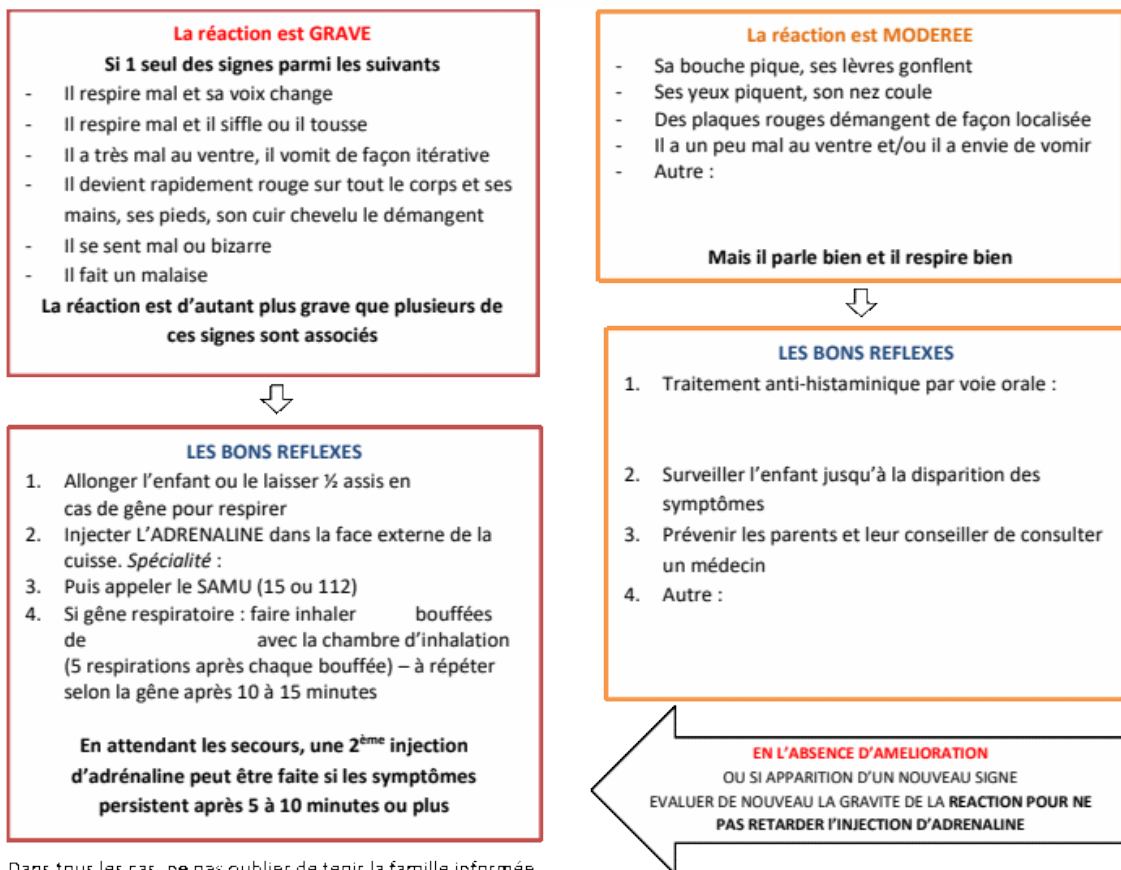 La réaction est GRAVE
Si 1 seul des signes parmi les suivants
- Il respire mal et sa voix change
- Il respire mal et il siffle ou il tousse
- Il a très mal au ventre, il vomit de façon itérative
- Il devient rapidement rouge sur tout le corps et ses
mains, ses pieds, son cuir chevelu le démangent
- Il se sent mal ou bizarre
- Il fait un malaise
La réaction est d'autant plus grave que plusieurs de
ces signes sont associés
LES BONS REFLEXES
1. Allonger l'enfant ou le laisser ½ assis en
cas de gêne pour respirer
2. Injecter L'ADRENALINE dans la face externe de la
cuisse. Spécialité :
3. Puis appeler le SAMU (15 ou 112)
4. Si gêne respiratoire : faire inhaler bouffées
de avec la chambre d'inhalation
(5 respirations après chaque bouffée) – à répéter
selon la gêne après 10 à 15 minutes
En attendant les secours, une 2ème injection
d'adrénaline peut être faite si les symptômes
persistent après 5 à 10 minutes ou plus
La réaction est MODEREE
- Sa bouche pique, ses lèvres gonflent
- Ses yeux piquent, son nez coule
- Des plaques rouges démangent de façon localisée
- Il a un peu mal au ventre et/ou il a envie de vomir
- Autre :
Mais il parle bien et il respire bien
LES BONS REFLEXES
1. Traitement anti-histaminique par voie orale :
2. Surveiller l'enfant jusqu'à la disparition des
symptômes
3. Prévenir les parents et leur conseiller de consulter
un médecin
4. Autre :
EN L'ABSENCE D'AMELIORATION
OU SI APPARITION D'UN NOUVEAU SIGNE
EVALUER DE NOUVEAU LA GRAVITE DE LA REACTION POUR NE
PAS RETARDER l'INJECTION D'ADRENALINE
Dans tous les cas, ne pas oublier de tenir la famille informée